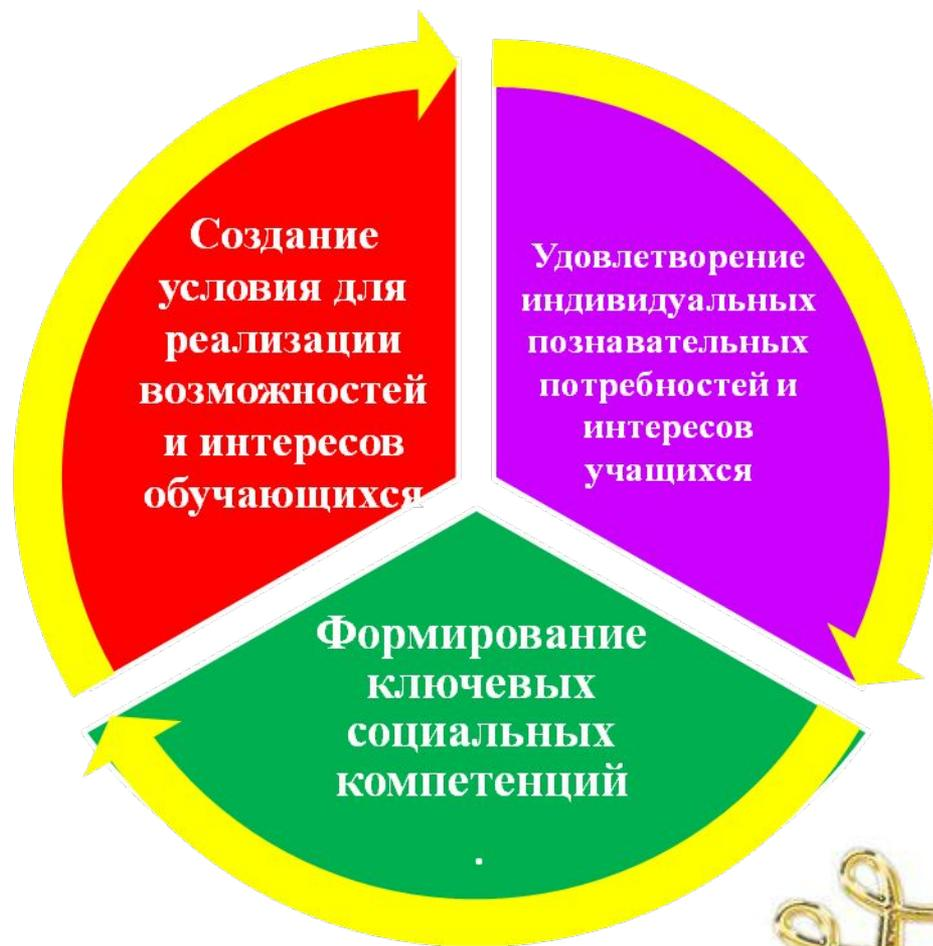 Создание
условия для
реализации
возможностей
и интересов
обучающихся
Удовлетворение
индивидуальных
познавательных
потребностей и
интересов
учащихся
Формирование
ключевых
социальных
компетенций
.